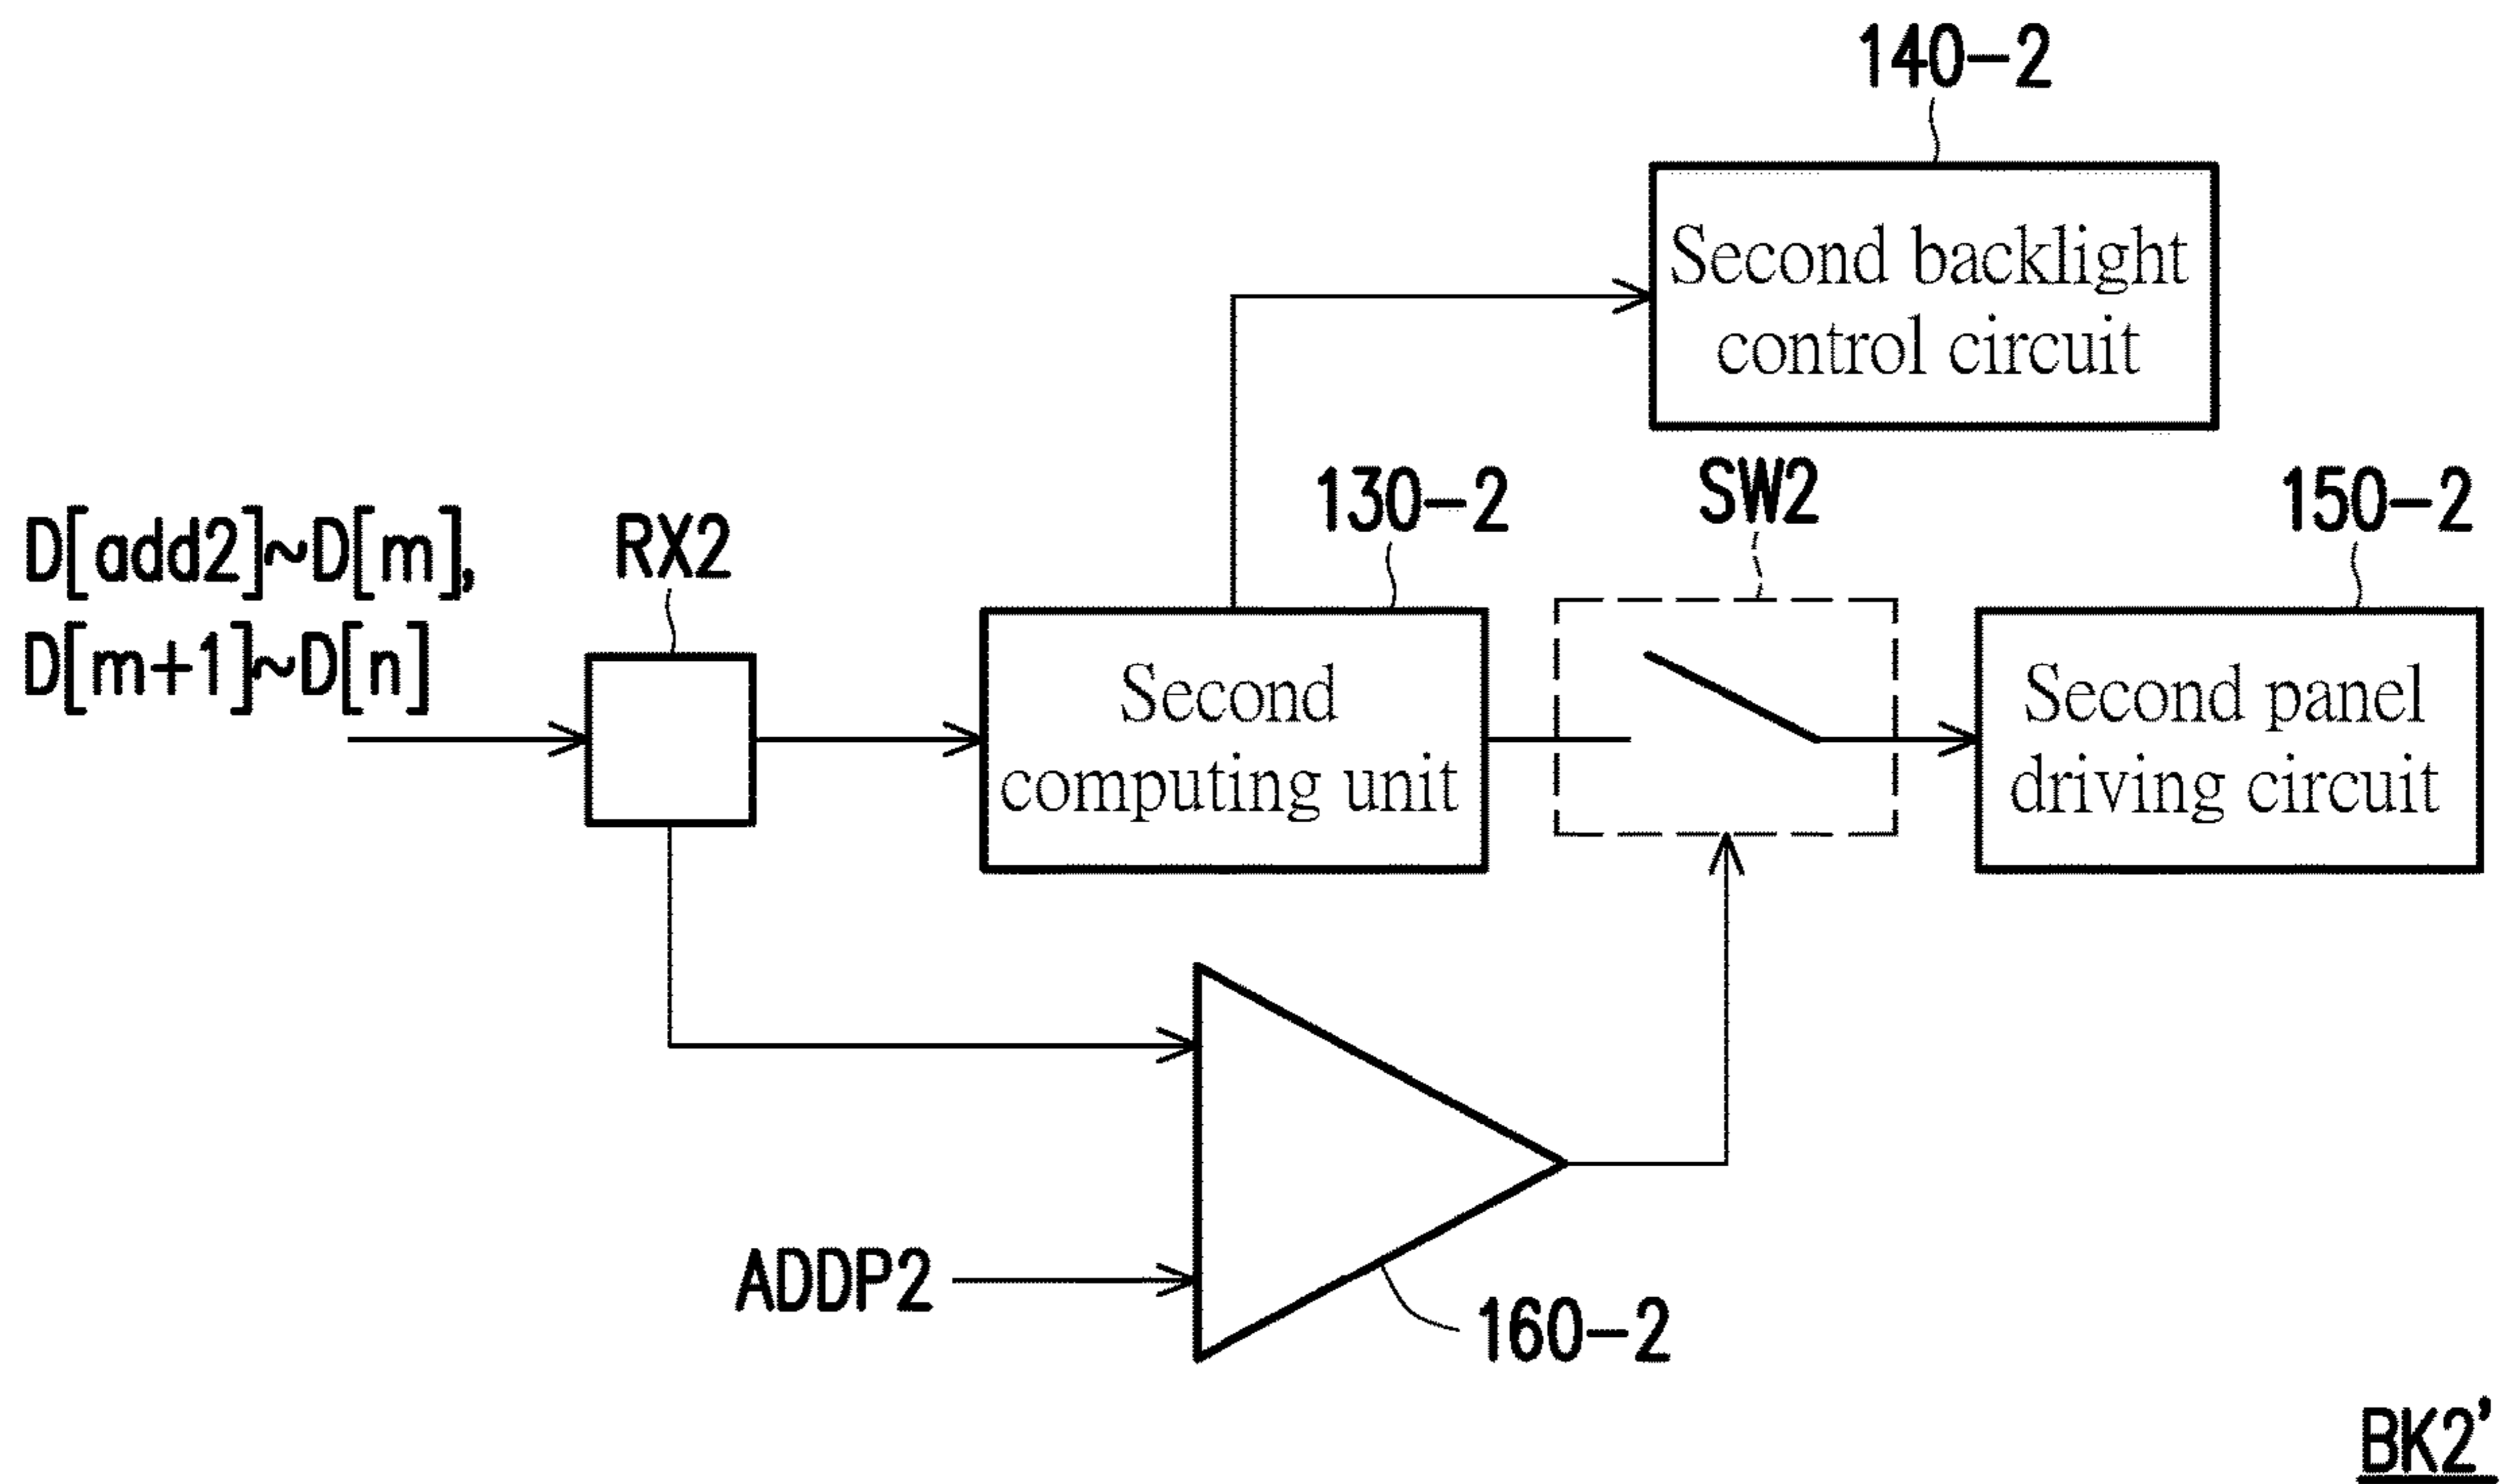 140-2
Second backlight
control circuit
D[add2]~D[m],
D[m+1]~D[n]
RX2
130-2
SW2
150-2
Second
computing unit
Second panel
driving circuit
ADDP2
160-2
BK2'